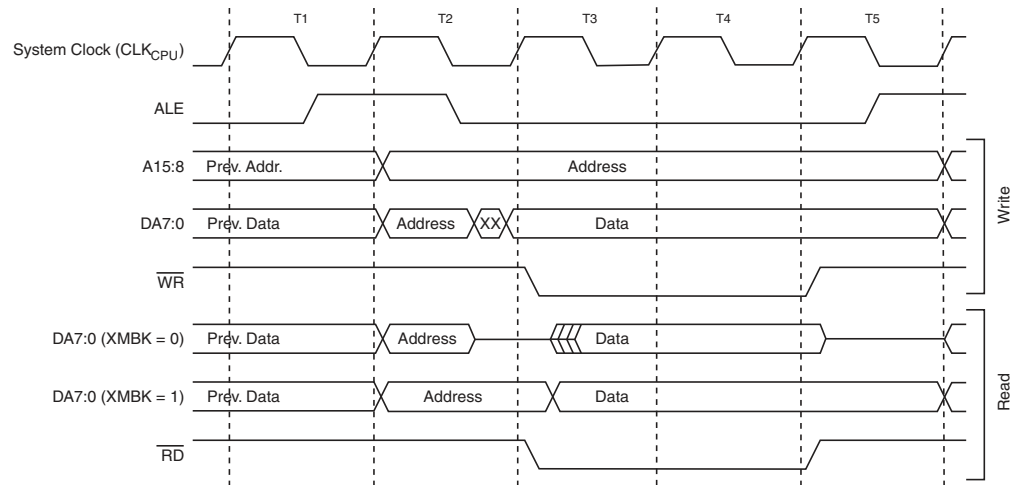 T1 T2 T3 T4 T5
System Clock (CLKCPU)
ALE
A15:8 Prev. Addr. Address
DA7:0 Prev. Data Address XX Data
WR
Write
DA7:0 (XMBK = 0) Prev. Data Address Data
DA7:0 (XMBK = 1) Prev. Data Address Data
RD
Read